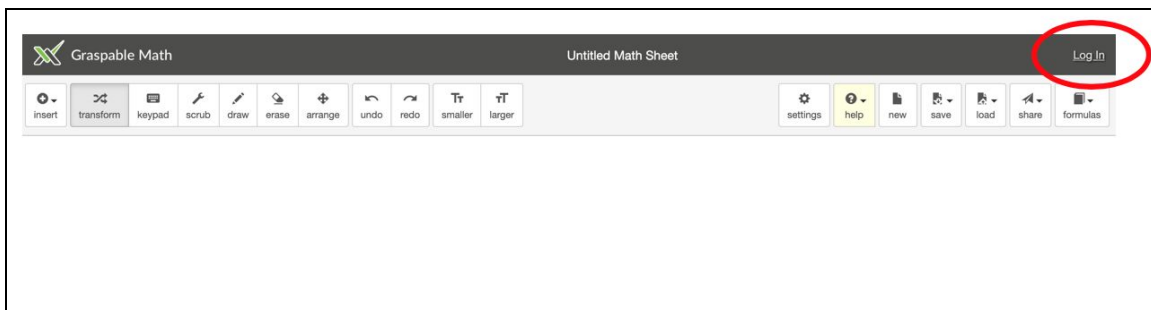 Graspable Math Untitled Math Sheet Log In
insert transform keypad scrub draw erase arrange undo redo smaller larger settings help new save load share formulas